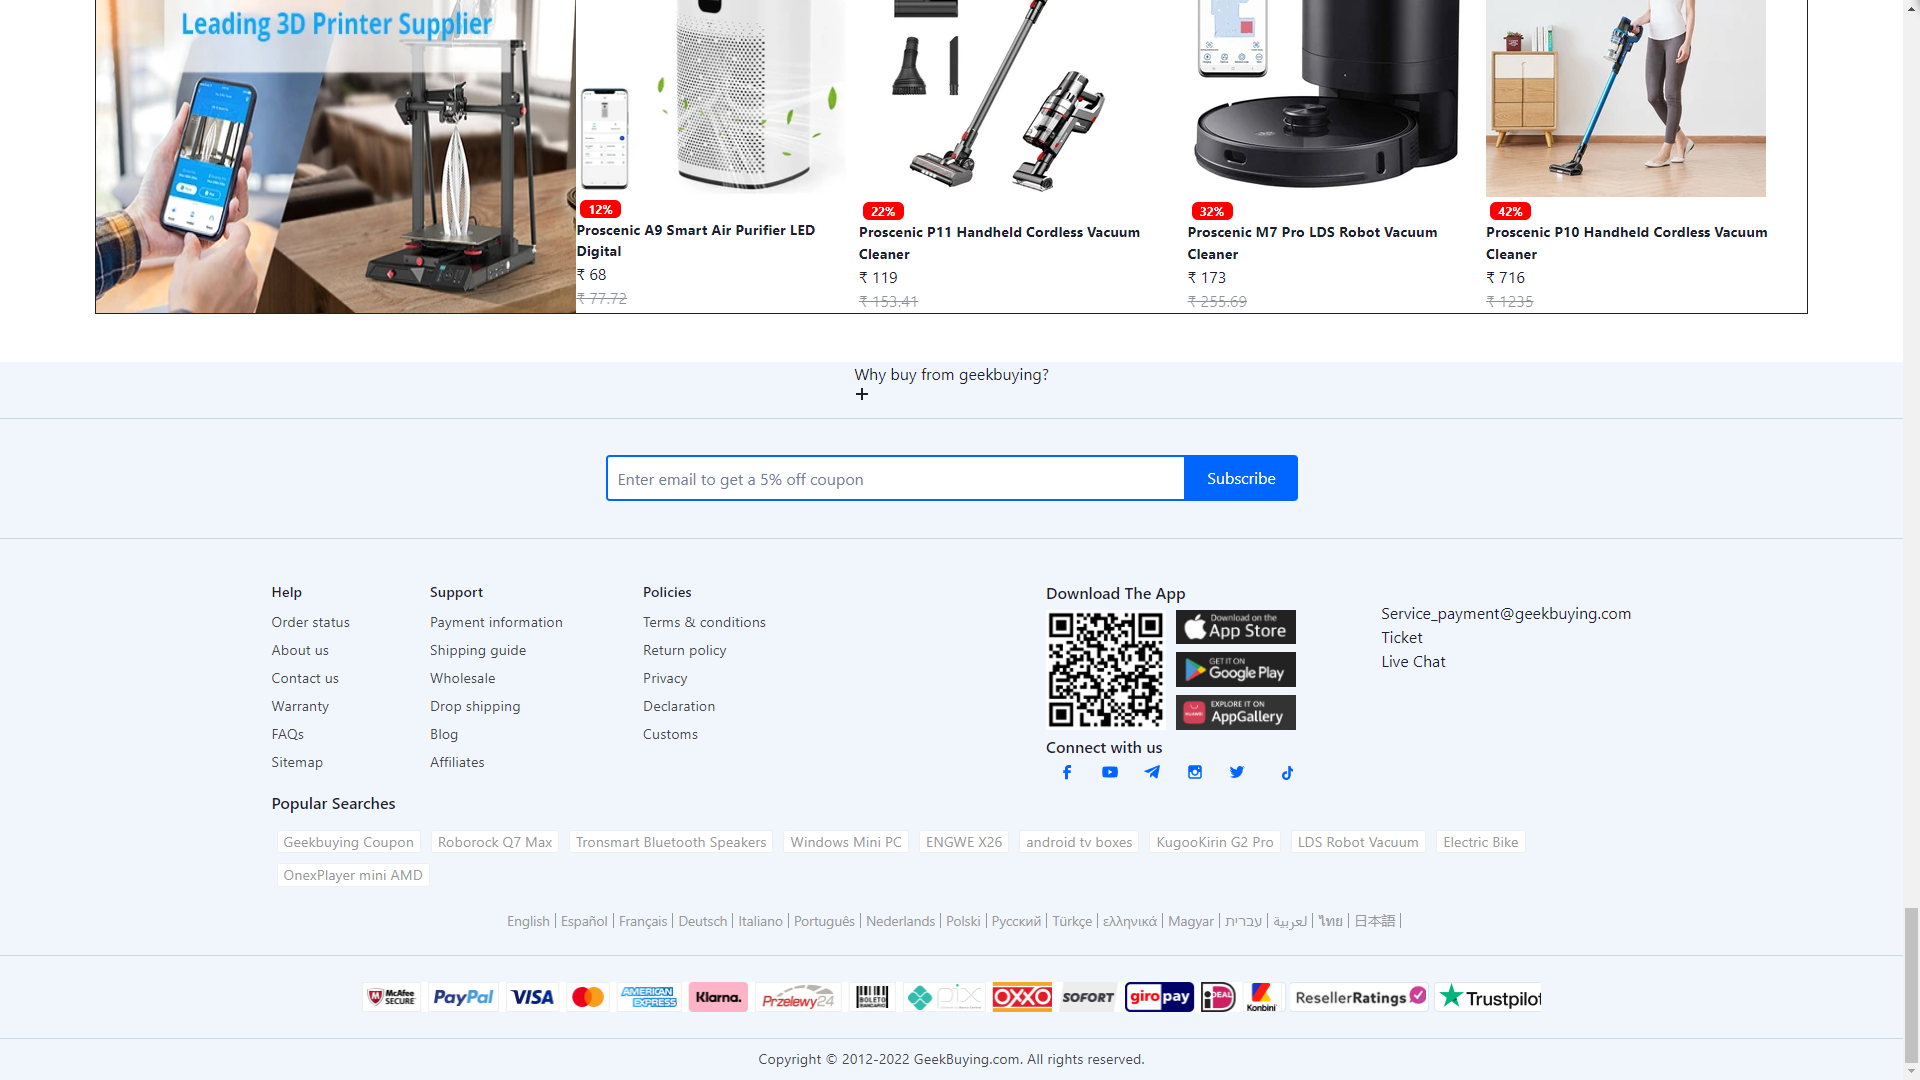 Leading 3D Printer Supplier
12%
Proscenic A9 Smart Air Purifier LED
Digital
₹ 68
₹ 77.72
22%
Proscenic P11 Handheld Cordless Vacuum
Cleaner
₹ 119
₹ 153.41
32%
Proscenic M7 Pro LDS Robot Vacuum
Cleaner
₹ 173
₹ 255.69
42%
Proscenic P10 Handheld Cordless Vacuum
Cleaner
₹ 716
₹ 1235
Why buy from geekbuying?
+
Enter email to get a 5% off coupon
Subscribe
Help
Order status
About us
Contact us
Warranty
FAQs
Sitemap
Support
Payment information
Shipping guide
Wholesale
Drop shipping
Blog
Affiliates
Policies
Terms & conditions
Return policy
Privacy
Declaration
Customs
Download The App
Download on the
App Store
GET IT ON
Google Play
EXPLORE IT ON
AppGallery
Connect with us
Service_payment@geekbuying.com
Ticket
Live Chat
Popular Searches
Geekbuying Coupon Roborock Q7 Max Tronsmart Bluetooth Speakers Windows Mini PC ENGWE X26 android tv boxes KugooKirin G2 Pro LDS Robot Vacuum Electric Bike
OnexPlayer mini AMD
English | Español | Français | Deutsch | Italiano | Português | Nederlands | Polski | Русский | Türkçe | ελληνικά | Magyar | עברית | لعربية | ไทย | 日本語 |
McAfee SECURE PayPal VISA AMERICAN EXPRESS Klarna. Przelewy24 BOLETO BANCÁRIO pix OXXO SOFORT giropay iDEAL Konbini ResellerRatings Trustpilot
Copyright © 2012-2022 GeekBuying.com. All rights reserved.